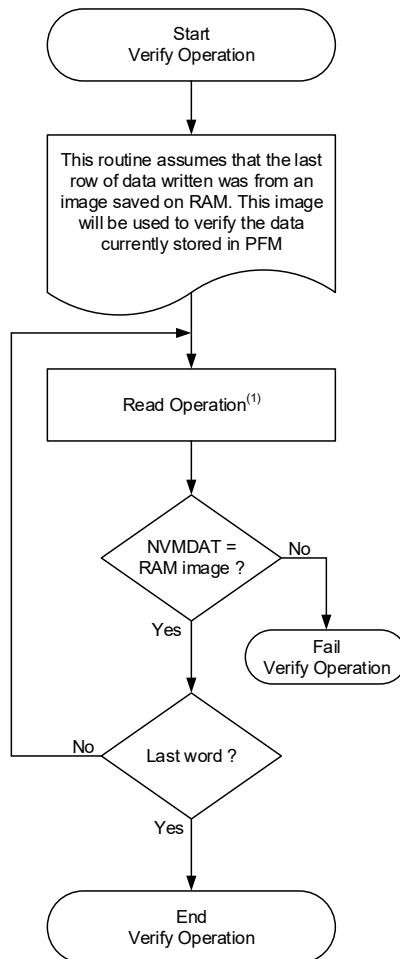 Start
Verify Operation
This routine assumes that the last
row of data written was from an
image saved on RAM. This image
will be used to verify the data
currently stored in PFM
Read Operation(1)
NVMDAT =
RAM image ?
No
Yes
Fail
Verify Operation
Last word ?
No
Yes
End
Verify Operation